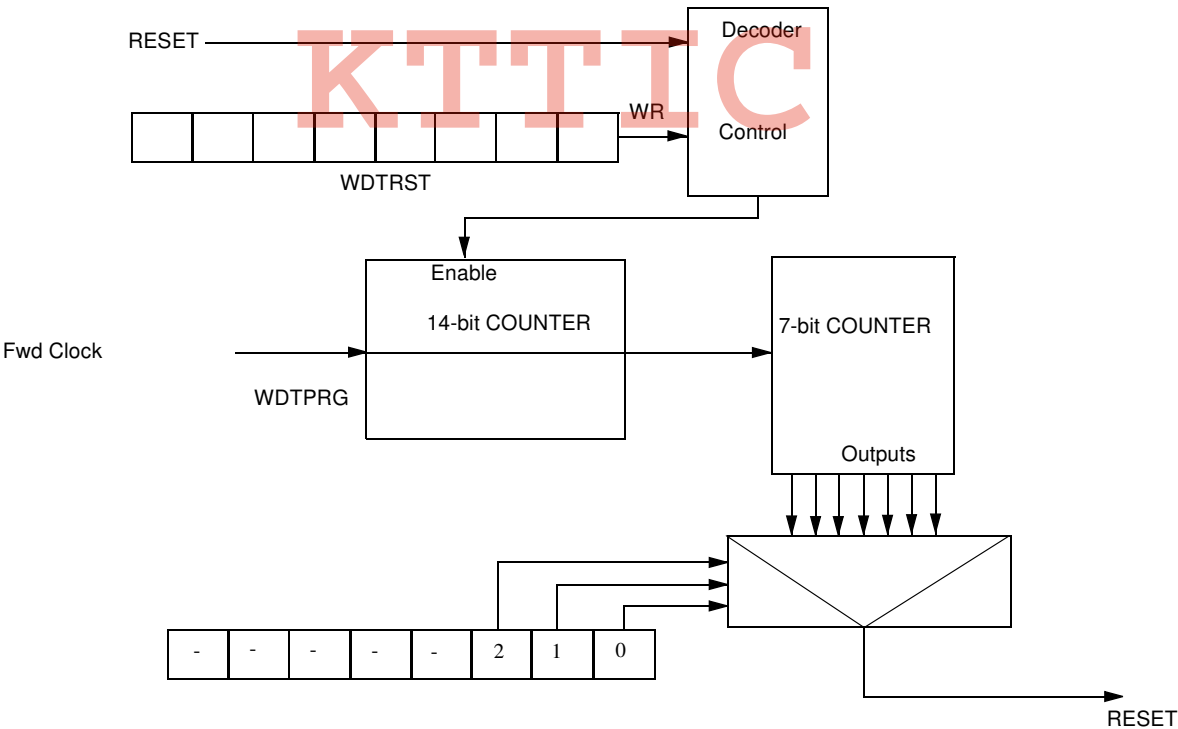 RESET
Decoder
KTTIC
WR
Control
WDTRST
Enable
14-bit COUNTER
7-bit COUNTER
Fwd Clock
WDTPRG
Outputs
- - - - - 2 1 0
RESET